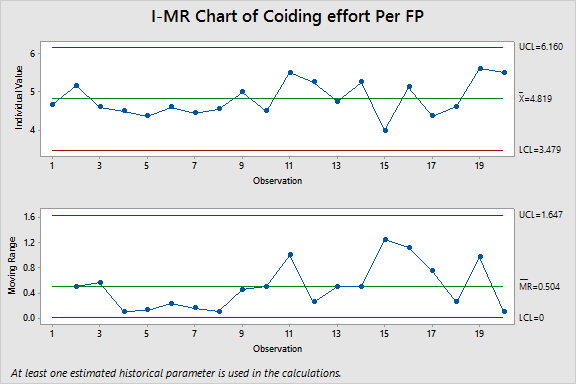 I-MR Chart of Coiding effort Per FP
UCL=6.160
6
Individual Value
5
X=4.819
4
LCL=3.479
1 3 5 7 9 11 13 15 17 19
Observation
UCL=1.647
1.6
Moving Range
1.2
0.8
MR=0.504
0.4
0.0
LCL=0
1 3 5 7 9 11 13 15 17 19
Observation
At least one estimated historical parameter is used in the calculations.